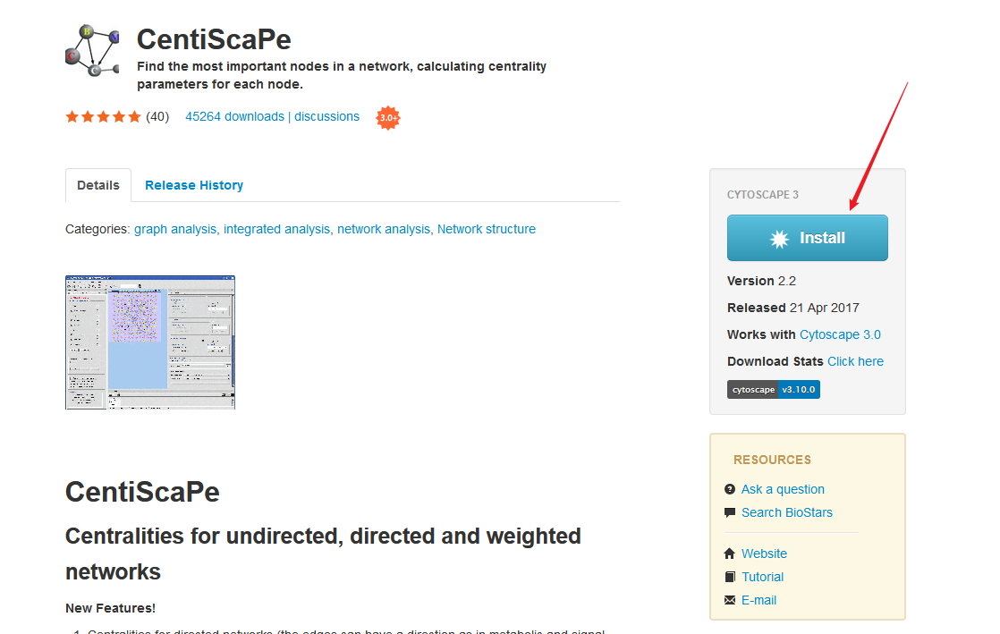 CentiScaPe
Find the most important nodes in a network, calculating centrality
parameters for each node.
(40) 45264 downloads | discussions 3.0+
Details Release History
Categories: graph analysis, integrated analysis, network analysis, Network structure
CentiScaPe
Centralities for undirected, directed and weighted
networks
New Features!
1. Centralities for directed networks (the edges can have a direction as in metabolic and signal
CYTOSCAPE 3
Install
Version 2.2
Released 21 Apr 2017
Works with Cytoscape 3.0
Download Stats Click here
cytoscape v3.10.0
RESOURCES
Ask a question
Search BioStars
Website
Tutorial
E-mail